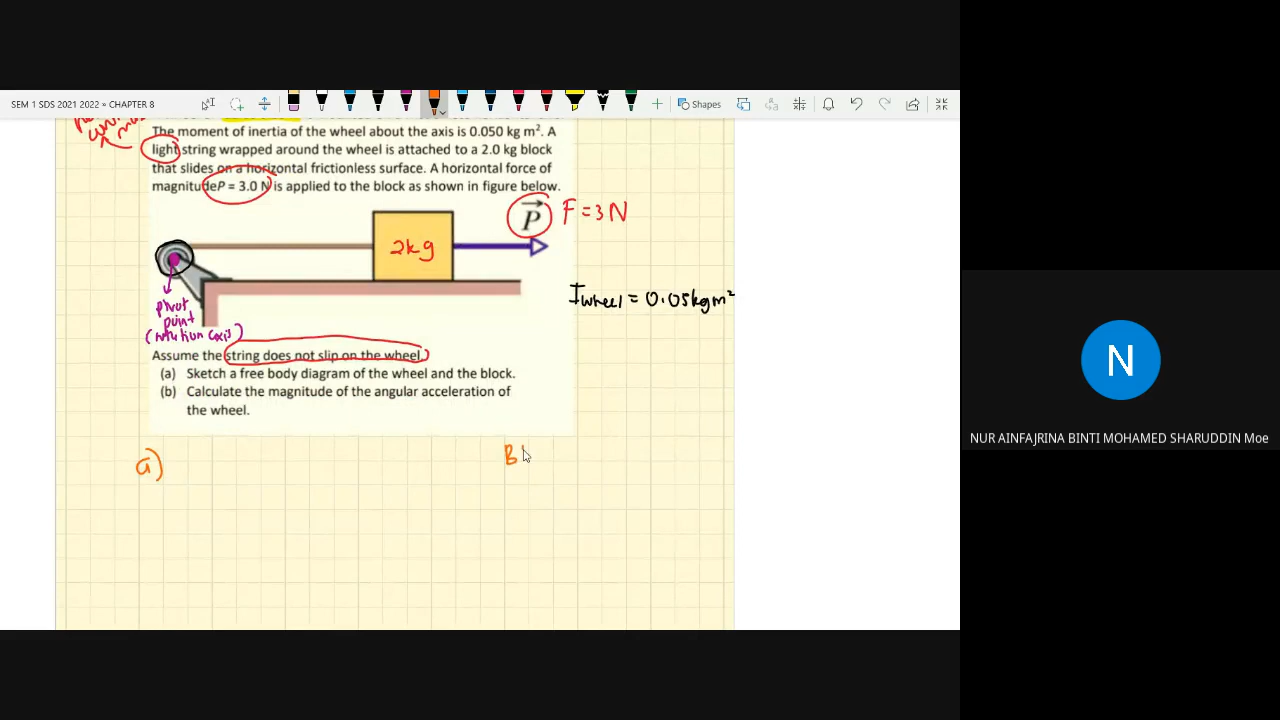 SEM 1 SDS 2021 2022 » CHAPTER 8
Shapes
The moment of inertia of the wheel about the axis is 0.050 kg m². A
light string wrapped around the wheel is attached to a 2.0 kg block
that slides on a horizontal frictionless surface. A horizontal force of
magnitudeP = 3.0 N is applied to the block as shown in figure below.
P F = 3N
2kg
Iwheel = 0.05kgm²
pivot
point
(rotation axis)
Assume the string does not slip on the wheel.
(a) Sketch a free body diagram of the wheel and the block.
(b) Calculate the magnitude of the angular acceleration of
the wheel.
a)
N
NUR AINFAJRINA BINTI MOHAMED SHARUDDIN Moe